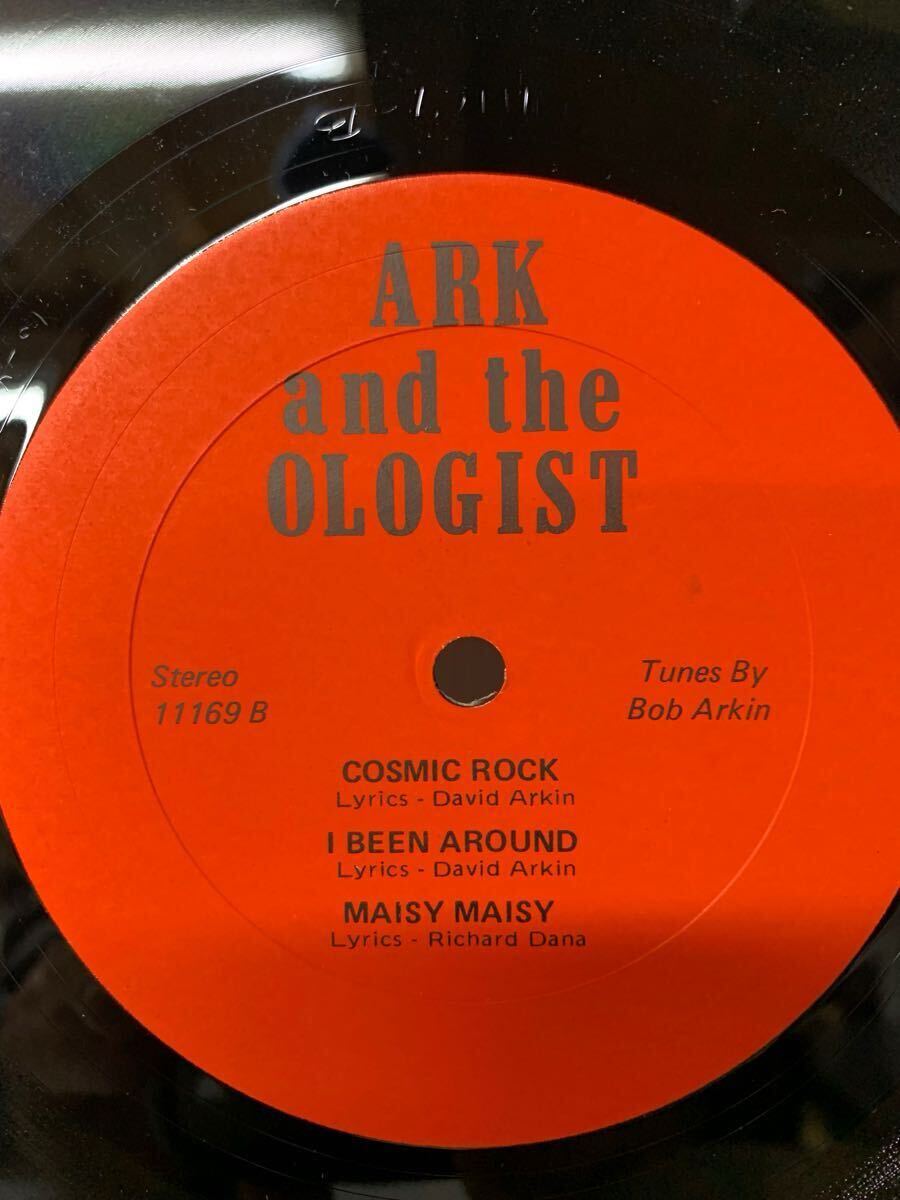 ARK
and the
OLOGIST
Stereo
11169 B
Tunes By
Bob Arkin
COSMIC ROCK
Lyrics - David Arkin
I BEEN AROUND
Lyrics - David Arkin
MAISY MAISY
Lyrics - Richard Dana